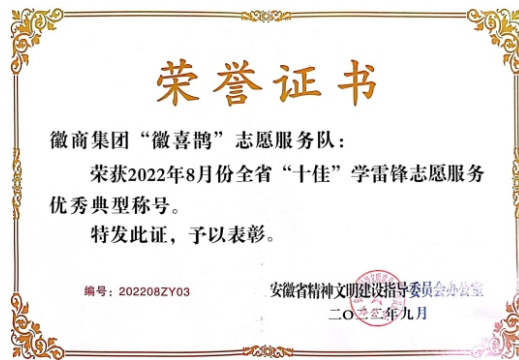 荣誉证书
徽商集团“徽喜鹊”志愿服务队：
荣获2022年8月份全省“十佳”学雷锋志愿服务
优秀典型称号。
特发此证，予以表彰。
编号：202208ZY03
安徽省精神文明建设指导委员会办公室
二〇二二年九月